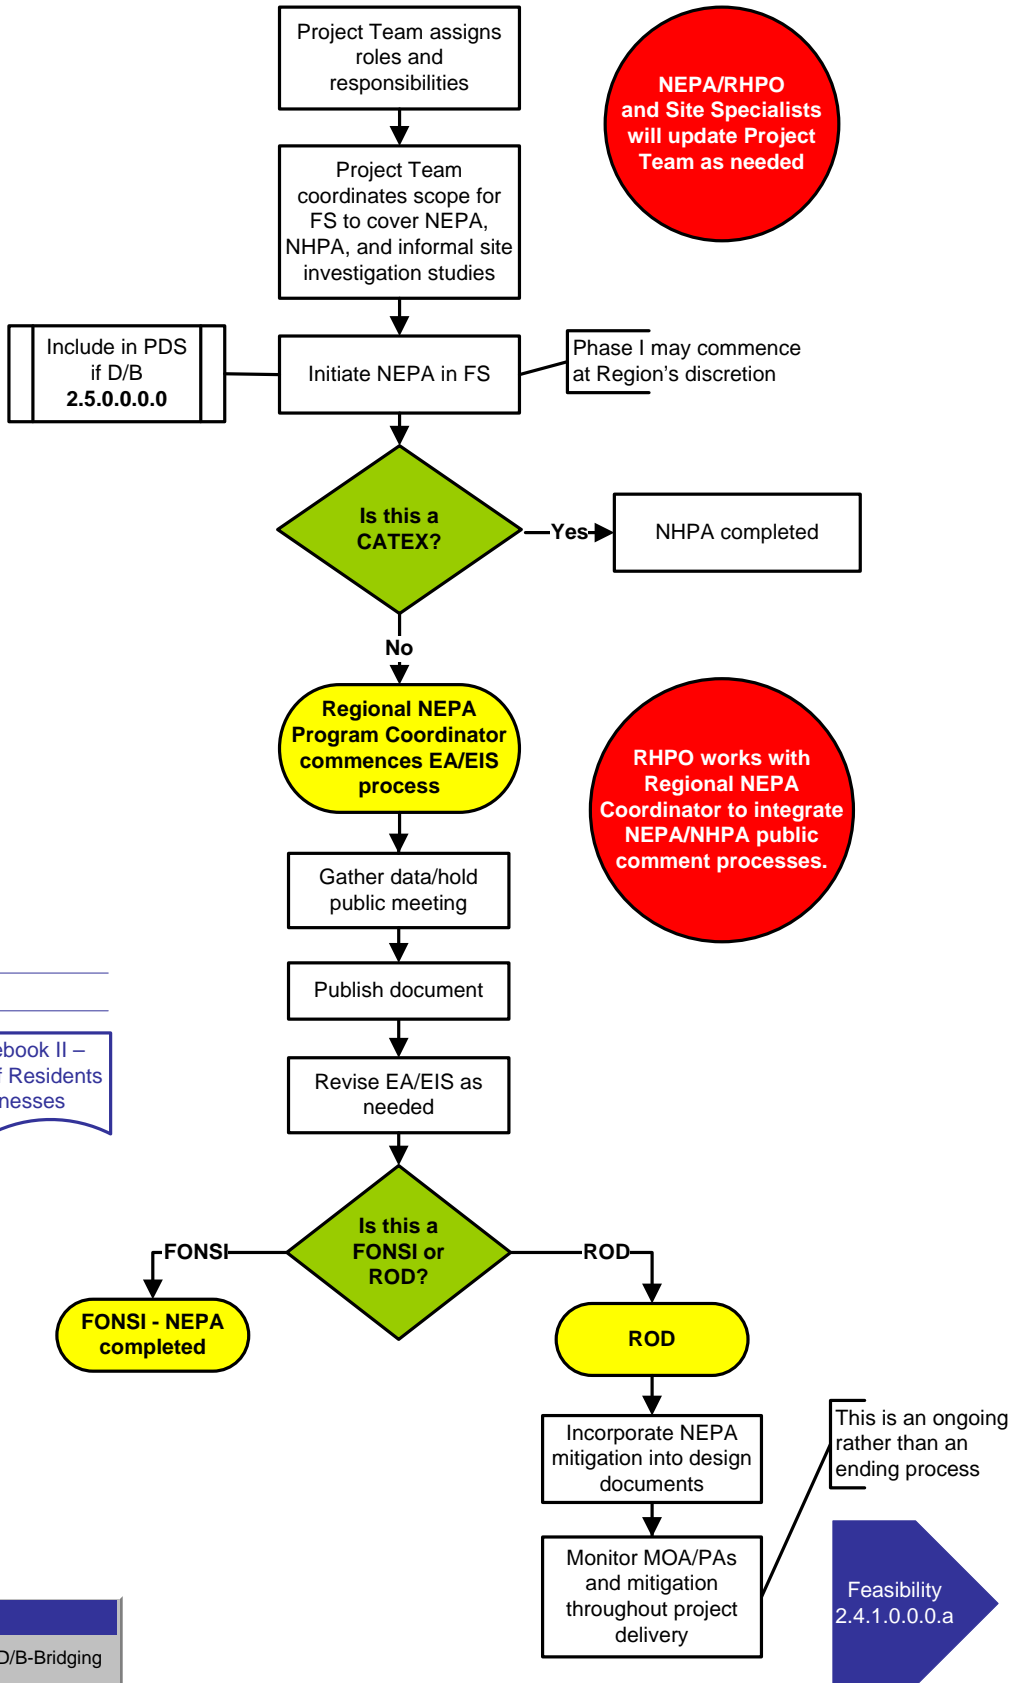 Project Team assigns
roles and
responsibilities
NEPA/RHPO
and Site Specialists
will update Project
Team as needed
Project Team
coordinates scope for
FS to cover NEPA,
NHPA, and informal site
investigation studies
Include in PDS
if D/B
2.5.0.0.0.0
Initiate NEPA in FS
Phase I may commence
at Region's discretion
Is this a
CATEX?
Yes
NHPA completed
No
Regional NEPA
Program Coordinator
commences EA/EIS
process
RHPO works with
Regional NEPA
Coordinator to integrate
NEPA/NHPA public
comment processes.
Gather data/hold
public meeting
Publish document
ebook II –
f Residents
nesses
Revise EA/EIS as
needed
Is this a
FONSI or
ROD?
FONSI
ROD
FONSI - NEPA
completed
ROD
Incorporate NEPA
mitigation into design
documents
This is an ongoing
rather than an
ending process
Monitor MOA/PAs
and mitigation
throughout project
delivery
Feasibility
2.4.1.0.0.0.a
D/B-Bridging